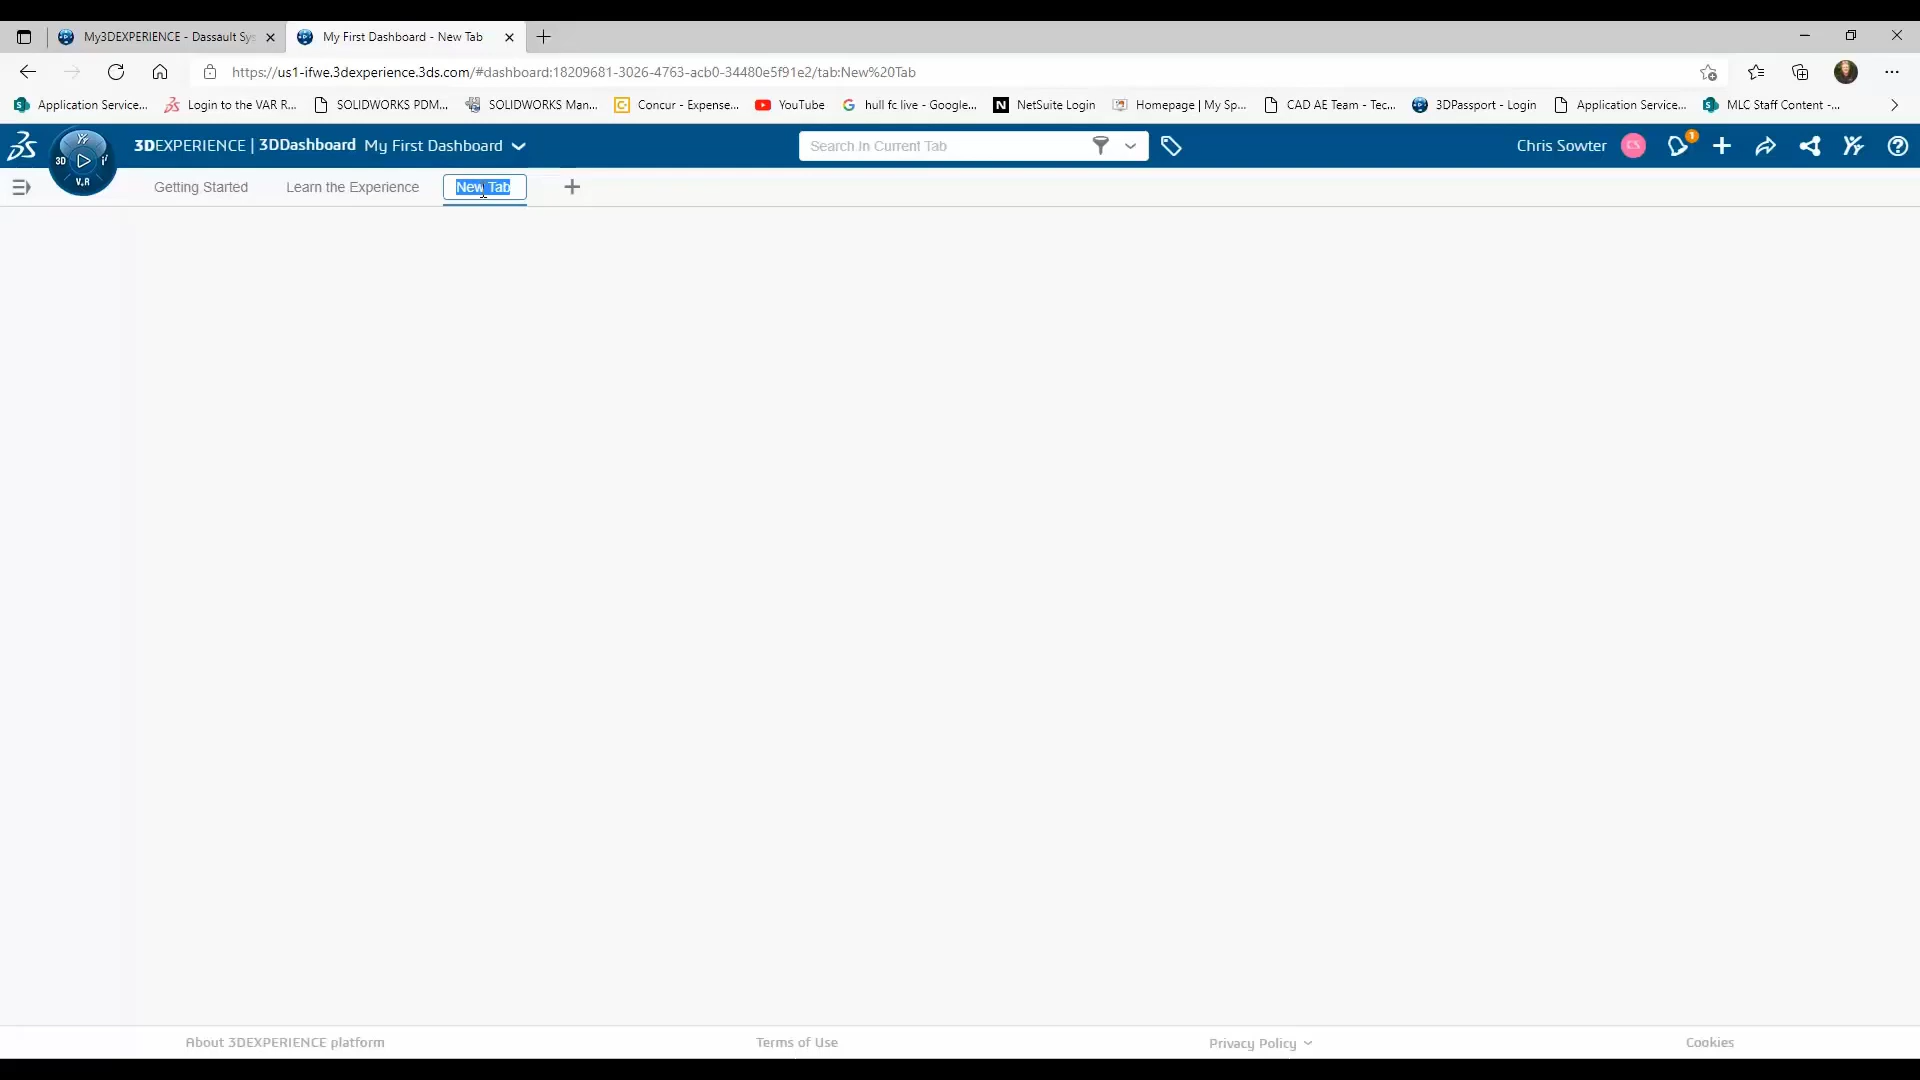 My3DEXPERIENCE - Dassault Sys
My First Dashboard - New Tab
https://us1-ifwe.3dexperience.3ds.com/#dashboard:18209681-3026-4763-acb0-34480e5f91e2/tab:New%20Tab
Application Service... Login to the VAR R... SOLIDWORKS PDM... SOLIDWORKS Man... Concur - Expense... YouTube hull fc live - Google... NetSuite Login Homepage | My Sp... CAD AE Team - Tec... 3DPassport - Login Application Service... MLC Staff Content -...
3DEXPERIENCE | 3DDashboard My First Dashboard
Search In Current Tab
Chris Sowter CS 1
3D V.R
Getting Started Learn the Experience New Tab
About 3DEXPERIENCE platform Terms of Use Privacy Policy Cookies